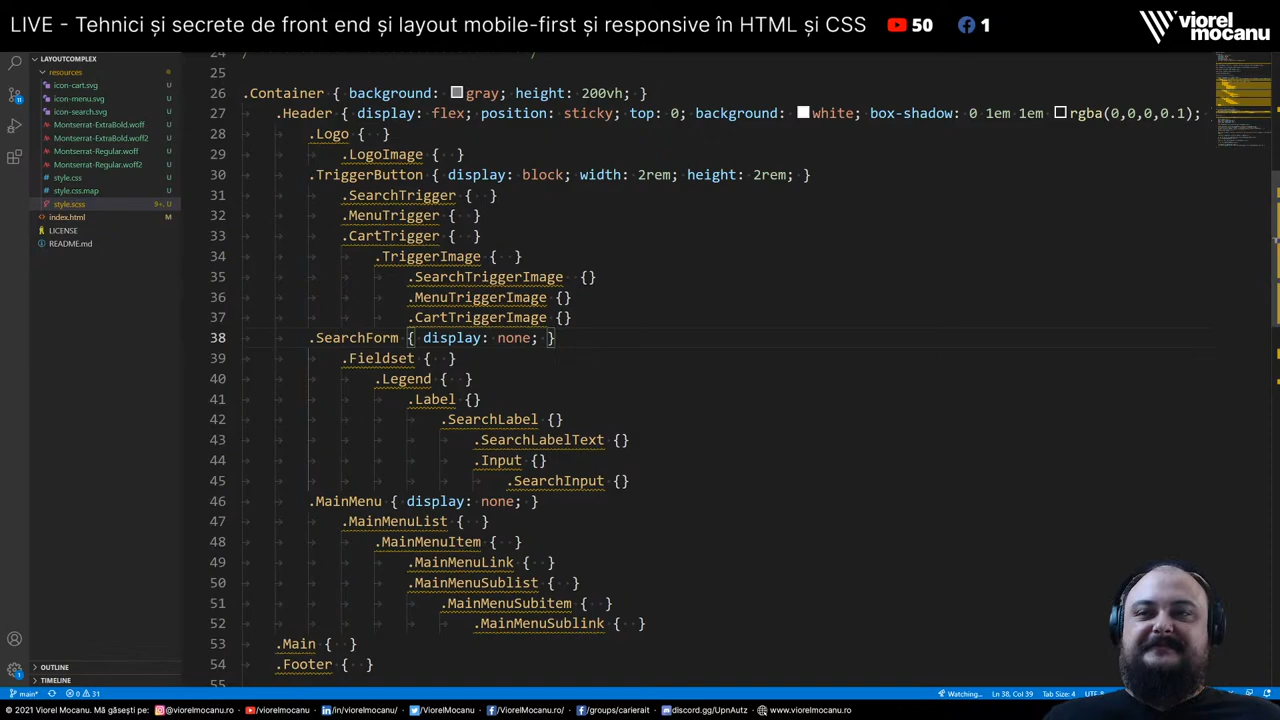 LIVE - Tehnici și secrete de front end și layout mobile-first și responsive în HTML și CSS 50 1 viorel mocanu
LAYOUTCOMPLEX
resources
icon-cart.svg U
icon-menu.svg U
icon-search.svg U
Montserrat-ExtraBold.woff U
Montserrat-ExtraBold.woff2 U
Montserrat-Regular.woff U
Montserrat-Regular.woff2 U
style.css U
style.css.map U
style.scss 9+, U
index.html M
LICENSE
README.md
OUTLINE
TIMELINE
24
25
26 .Container { background: gray; height: 200vh; }
27 .Header { display: flex; position: sticky; top: 0; background: white; box-shadow: 0 1em 1em rgba(0,0,0,0.1);
28 .Logo { }
29 .LogoImage { }
30 .TriggerButton { display: block; width: 2rem; height: 2rem; }
31 .SearchTrigger { }
32 .MenuTrigger { }
33 .CartTrigger { }
34 .TriggerImage { }
35 .SearchTriggerImage {}
36 .MenuTriggerImage {}
37 .CartTriggerImage {}
38 .SearchForm { display: none; }
39 .Fieldset { }
40 .Legend { }
41 .Label {}
42 .SearchLabel {}
43 .SearchLabelText {}
44 .Input {}
45 .SearchInput {}
46 .MainMenu { display: none; }
47 .MainMenuList { }
48 .MainMenuItem { }
49 .MainMenuLink { }
50 .MainMenuSublist { }
51 .MainMenuSubitem { }
52 .MainMenuSublink { }
53 .Main { }
54 .Footer { }
55
main* 0 31 Watching... Ln 38, Col 39 Tab Size: 4
© 2021 Viorel Mocanu. Mă găsești pe: @viorelmocanu.ro /viorelmocanu /in/viorelmocanu/ /ViorelMocanu /ViorelMocanu.ro/ /groups/carierait discord.gg/UpnAutz www.viorelmocanu.ro